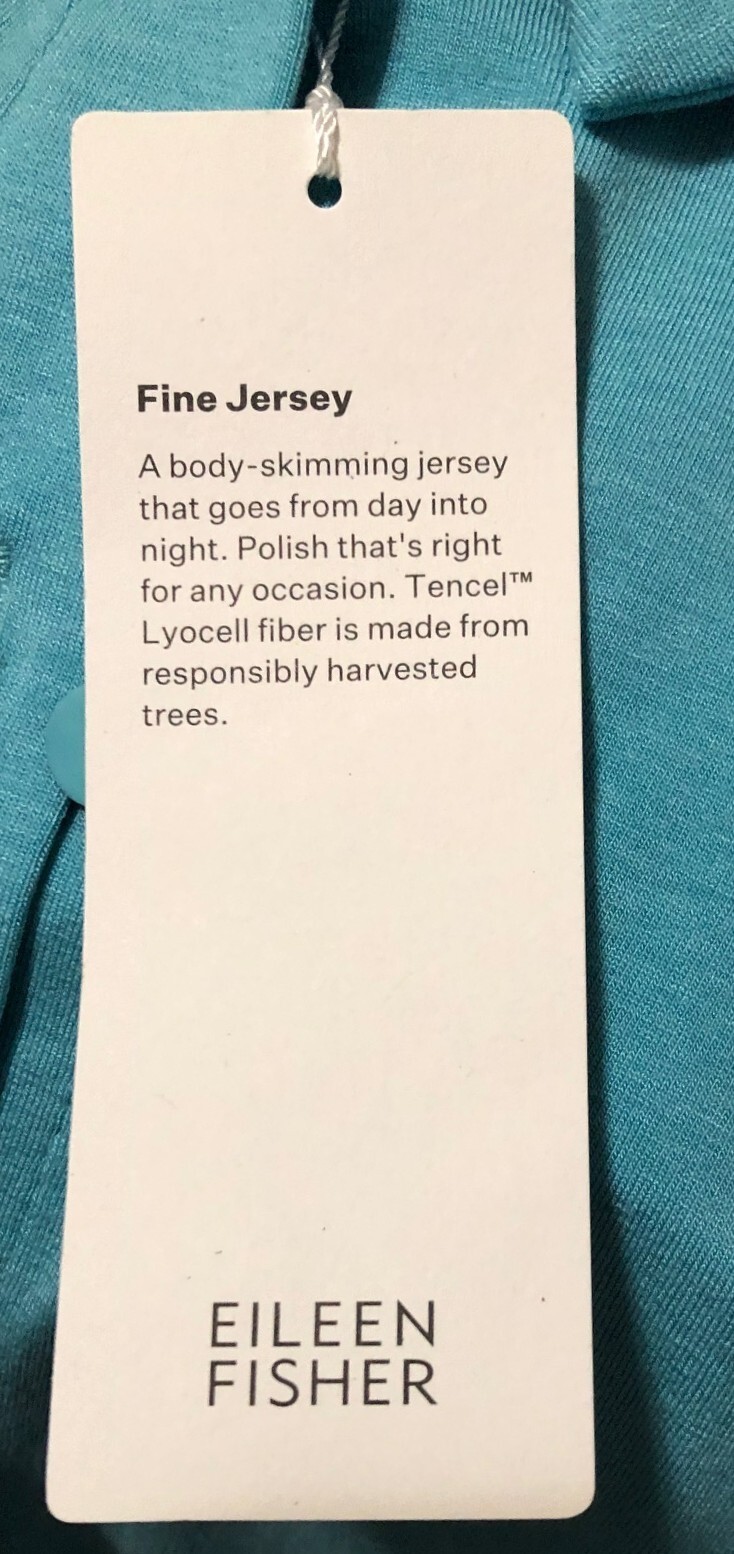 Fine Jersey
A body-skimming jersey
that goes from day into
night. Polish that's right
for any occasion. Tencel™
Lyocell fiber is made from
responsibly harvested
trees.
EILEEN
FISHER